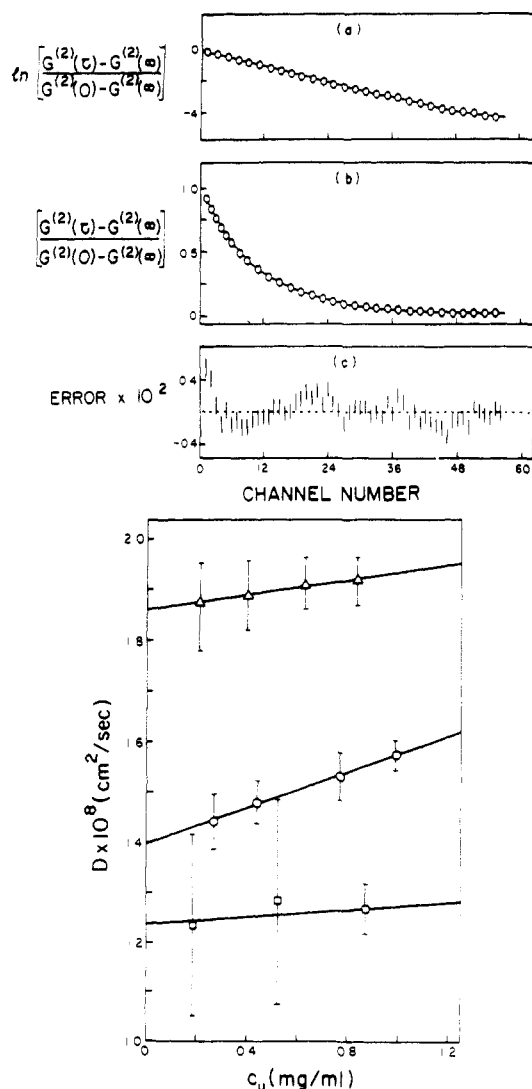 (a)
ln [G^(2)(τ)-G^(2)(∞) / G^(2)(0)-G^(2)(∞)]
0
-4
(b)
[G^(2)(τ)-G^(2)(∞) / G^(2)(0)-G^(2)(∞)]
1.0
0.5
0
(c)
ERROR x 10^2
0.4
-0.4
0 12 24 36 48 60
CHANNEL NUMBER
2.0
1.8
1.6
1.4
1.2
1.0
D x 10^8 (cm^2/sec)
0 0.4 0.8 1.2
c_u (mg/ml)